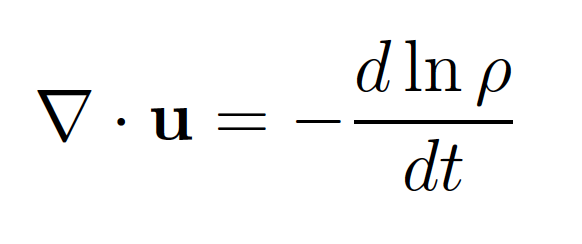 ∇ · u = − d ln ρ / dt